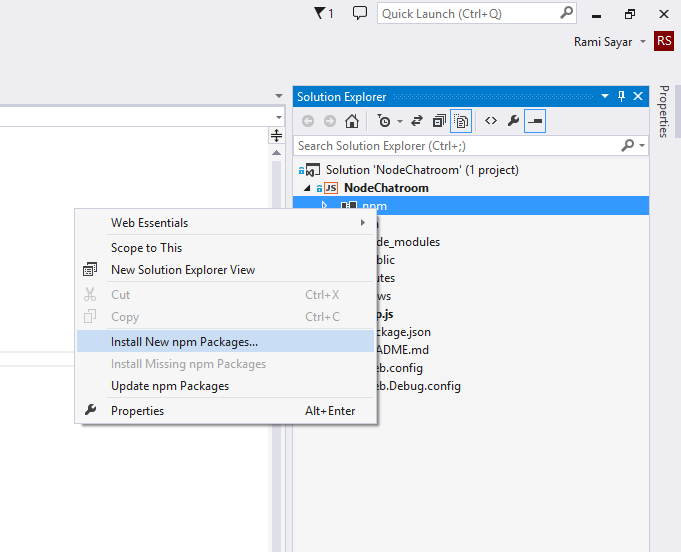 1
Quick Launch (Ctrl+Q)
Rami Sayar
RS
Solution Explorer
Properties
Search Solution Explorer (Ctrl+;)
Solution 'NodeChatroom' (1 project)
JS NodeChatroom
npm
Web Essentials
Scope to This
New Solution Explorer View
Cut Ctrl+X
Copy Ctrl+C
Install New npm Packages...
Install Missing npm Packages
Update npm Packages
Properties Alt+Enter
de_modules
blic
utes
ws
p.js
ckage.json
ADME.md
eb.config
eb.Debug.config